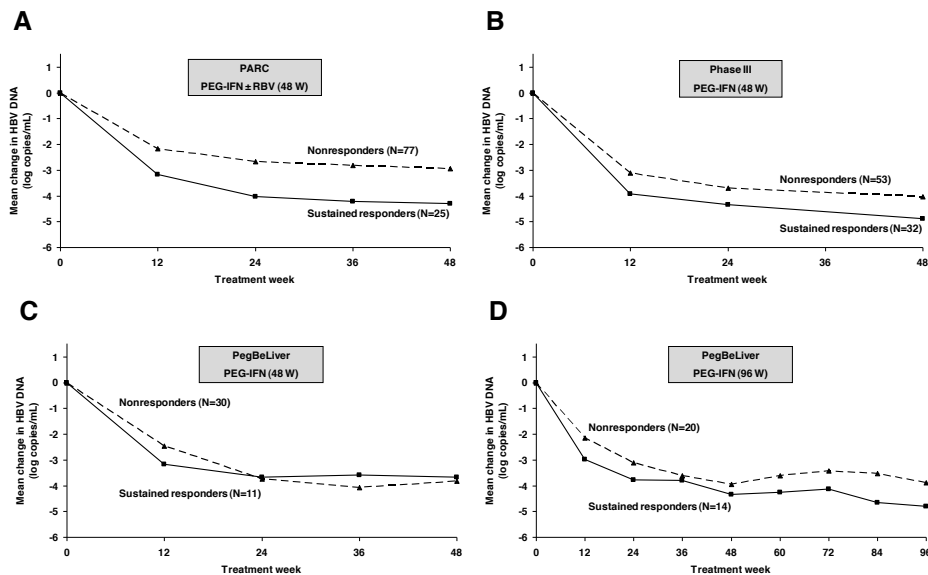 A
PARC
PEG-IFN ± RBV (48 W)
1
0
-1
-2
-3
-4
-5
-6
Mean change in HBV DNA
(log copies/mL)
Nonresponders (N=77)
Sustained responders (N=25)
0
12
24
36
48
Treatment week
B
Phase III
PEG-IFN (48 W)
1
0
-1
-2
-3
-4
-5
-6
Mean change in HBV DNA
(log copies/mL)
Nonresponders (N=53)
Sustained responders (N=32)
0
12
24
36
48
Treatment week
C
PegBeLiver
PEG-IFN (48 W)
1
0
-1
-2
-3
-4
-5
-6
Mean change in HBV DNA
(log copies/mL)
Nonresponders (N=30)
Sustained responders (N=11)
0
12
24
36
48
Treatment week
D
PegBeLiver
PEG-IFN (96 W)
1
0
-1
-2
-3
-4
-5
-6
Mean change in HBV DNA
(log copies/mL)
Nonresponders (N=20)
Sustained responders (N=14)
0
12
24
36
48
60
72
84
96
Treatment week